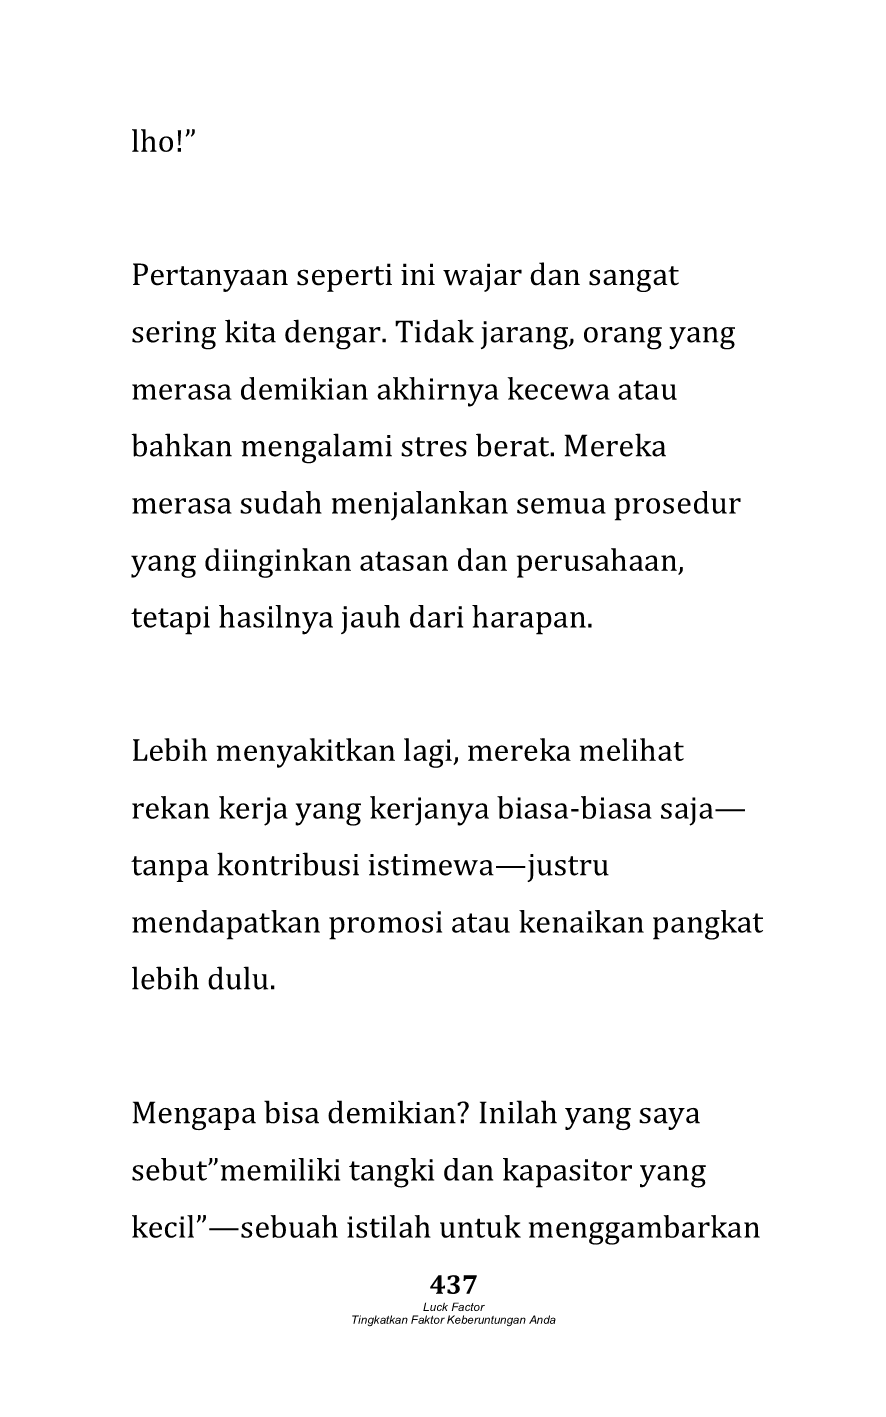 lho!”
Pertanyaan seperti ini wajar dan sangat
sering kita dengar. Tidak jarang, orang yang
merasa demikian akhirnya kecewa atau
bahkan mengalami stres berat. Mereka
merasa sudah menjalankan semua prosedur
yang diinginkan atasan dan perusahaan,
tetapi hasilnya jauh dari harapan.
Lebih menyakitkan lagi, mereka melihat
rekan kerja yang kerjanya biasa-biasa saja—
tanpa kontribusi istimewa—justru
mendapatkan promosi atau kenaikan pangkat
lebih dulu.
Mengapa bisa demikian? Inilah yang saya
sebut”memiliki tangki dan kapasitor yang
kecil”—sebuah istilah untuk menggambarkan
437
Luck Factor
Tingkatkan Faktor Keberuntungan Anda